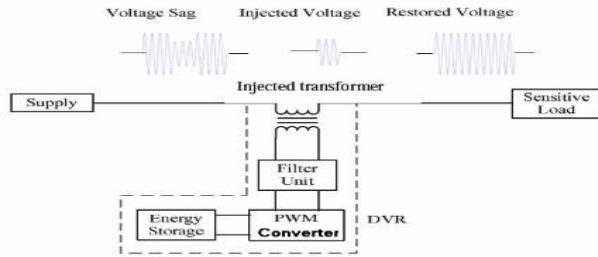 Voltage Sag
Injected Voltage
Restored Voltage
Injected transformer
Supply
Sensitive
Load
Filter
Unit
Energy
Storage
PWM
Converter
DVR